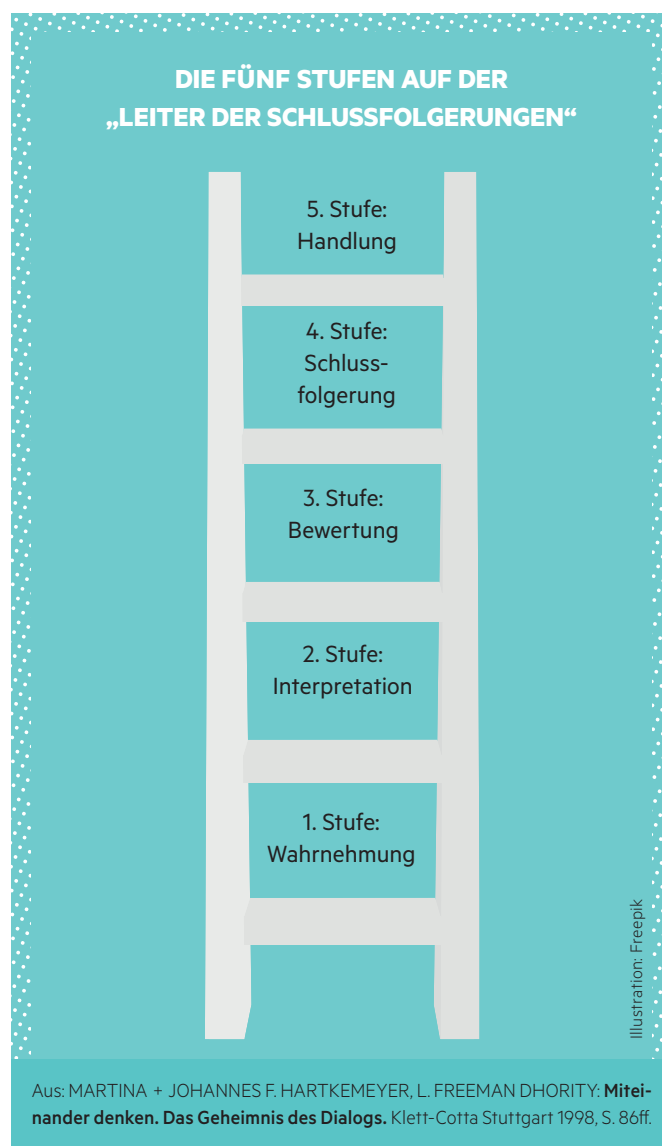 DIE FÜNF STUFEN AUF DER
„LEITER DER SCHLUSSFOLGERUNGEN“
5. Stufe:
Handlung
4. Stufe:
Schluss-
folgerung
3. Stufe:
Bewertung
2. Stufe:
Interpretation
1. Stufe:
Wahrnehmung
Illustration: Freepik
Aus: MARTINA + JOHANNES F. HARTKEMEYER, L. FREEMAN DHORITY: Mitei-
nander denken. Das Geheimnis des Dialogs. Klett-Cotta Stuttgart 1998, S. 86ff.